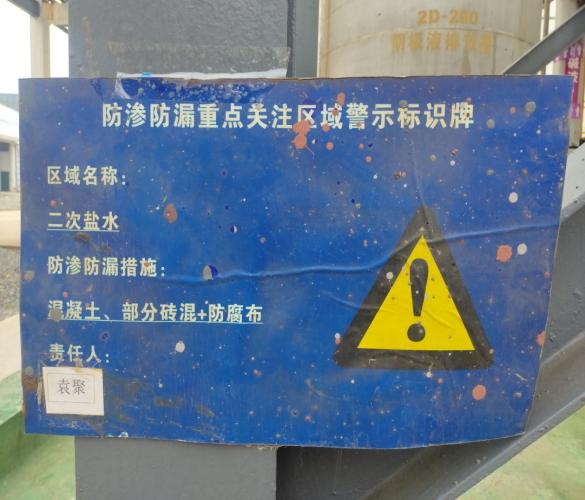 2D-280
防渗防漏重点关注区域警示标识牌
区域名称：
二次盐水
防渗防漏措施：
混凝土、部分砖混+防腐布
责任人：
袁聚